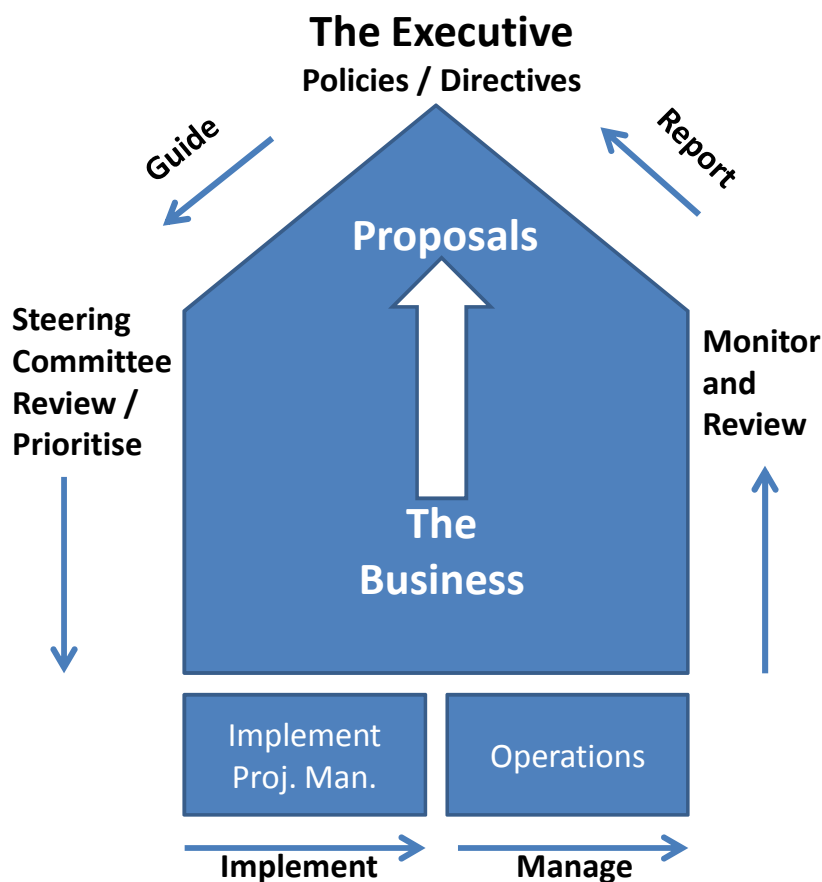 The Executive
Policies / Directives
Guide
Report
Proposals
Steering
Committee
Review /
Prioritise
Monitor
and
Review
The
Business
Implement
Proj. Man.
Operations
Implement
Manage